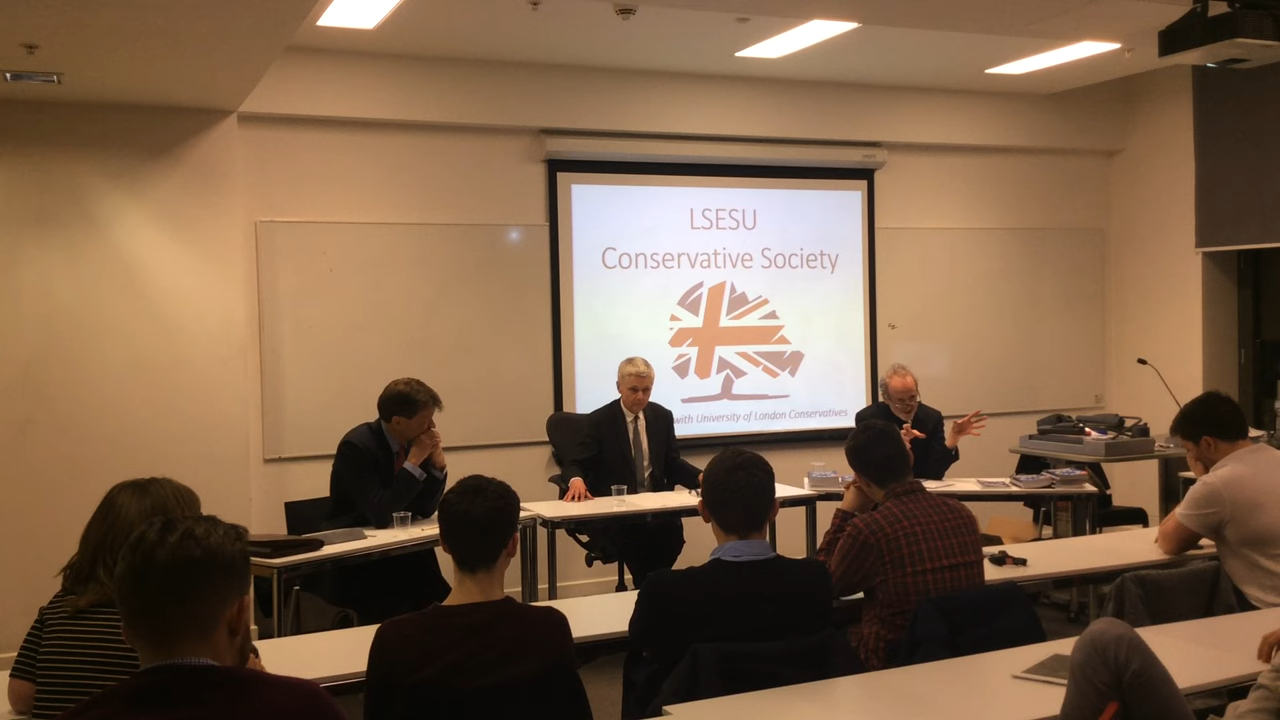 LSESU
Conservative Society
with University of London Conservatives